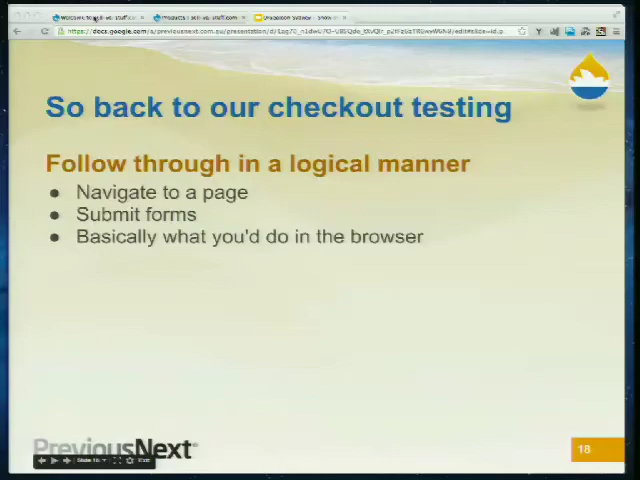 So back to our checkout testing
Follow through in a logical manner
Navigate to a page
Submit forms
Basically what you'd do in the browser
PreviousNext
18